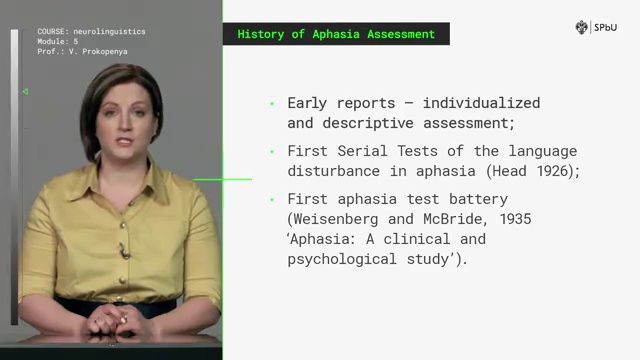 COURSE: neurolinguistics
Module: 5
Prof.: V. Prokopenya
History of Aphasia Assessment
SPbU
• Early reports – individualized
and descriptive assessment;
• First Serial Tests of the language
disturbance in aphasia (Head 1926);
• First aphasia test battery
(Weisenberg and McBride, 1935
‘Aphasia: A clinical and
psychological study’).